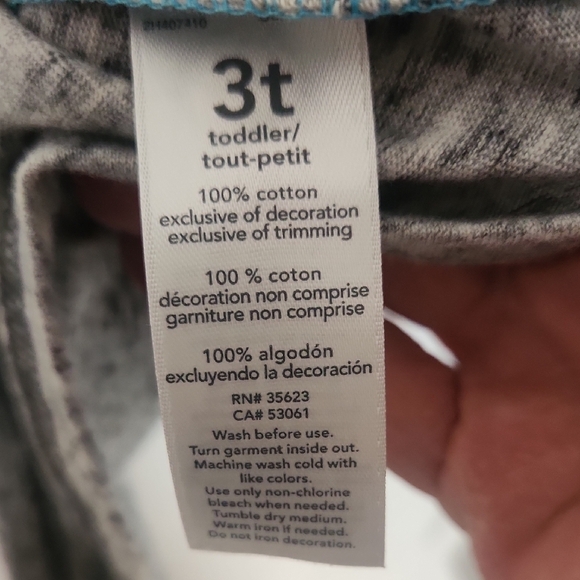 3t
toddler/
tout-petit
100% cotton
exclusive of decoration
exclusive of trimming
100 % coton
décoration non comprise
garniture non comprise
100% algodón
excluyendo la decoración
RN# 35623
CA# 53061
Wash before use.
Turn garment inside out.
Machine wash cold with
like colors.
Use only non-chlorine
bleach when needed.
Tumble dry medium.
Warm iron if needed.
Do not iron decoration.